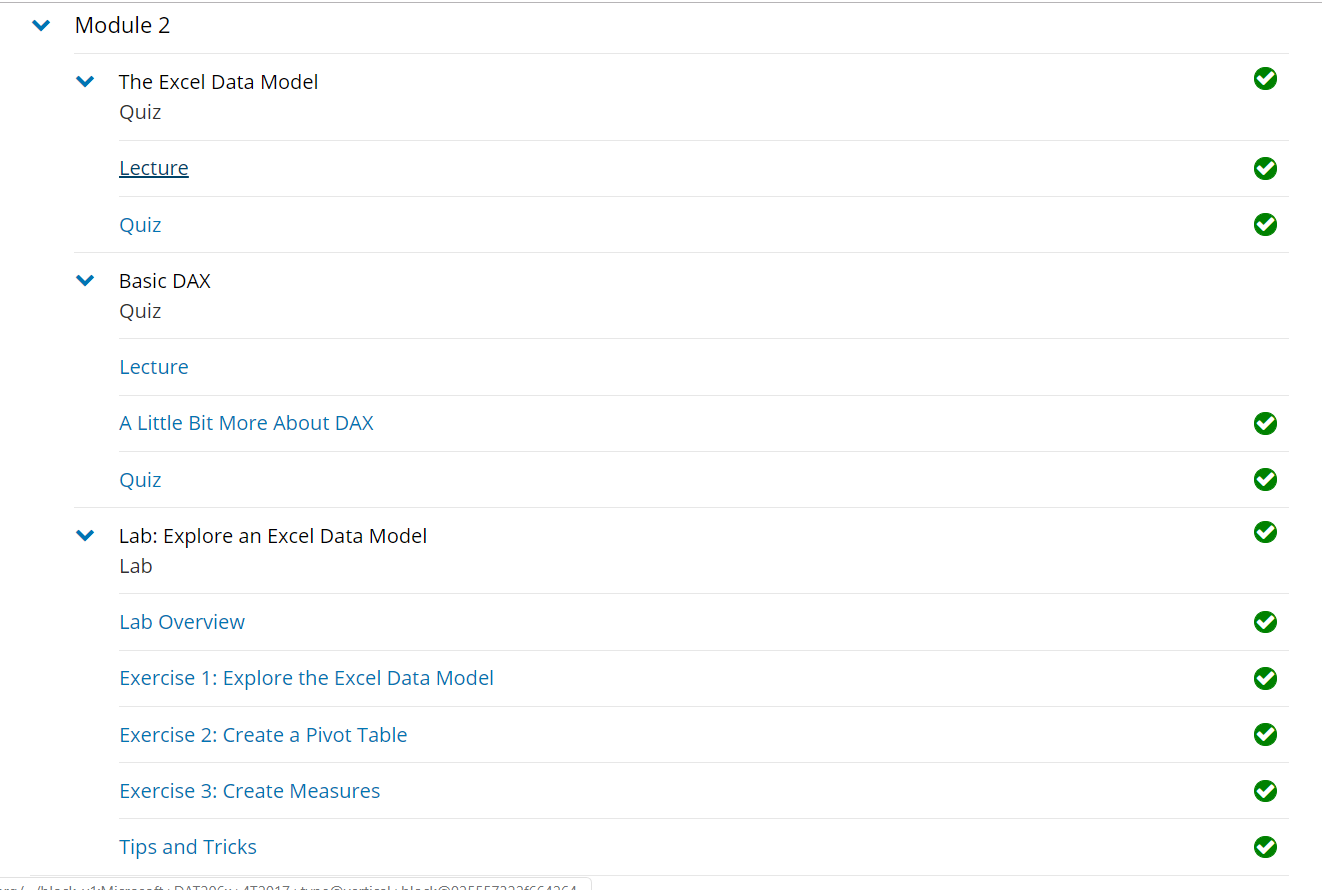 Module 2
The Excel Data Model
Quiz
Lecture
Quiz
Basic DAX
Quiz
Lecture
A Little Bit More About DAX
Quiz
Lab: Explore an Excel Data Model
Lab
Lab Overview
Exercise 1: Explore the Excel Data Model
Exercise 2: Create a Pivot Table
Exercise 3: Create Measures
Tips and Tricks